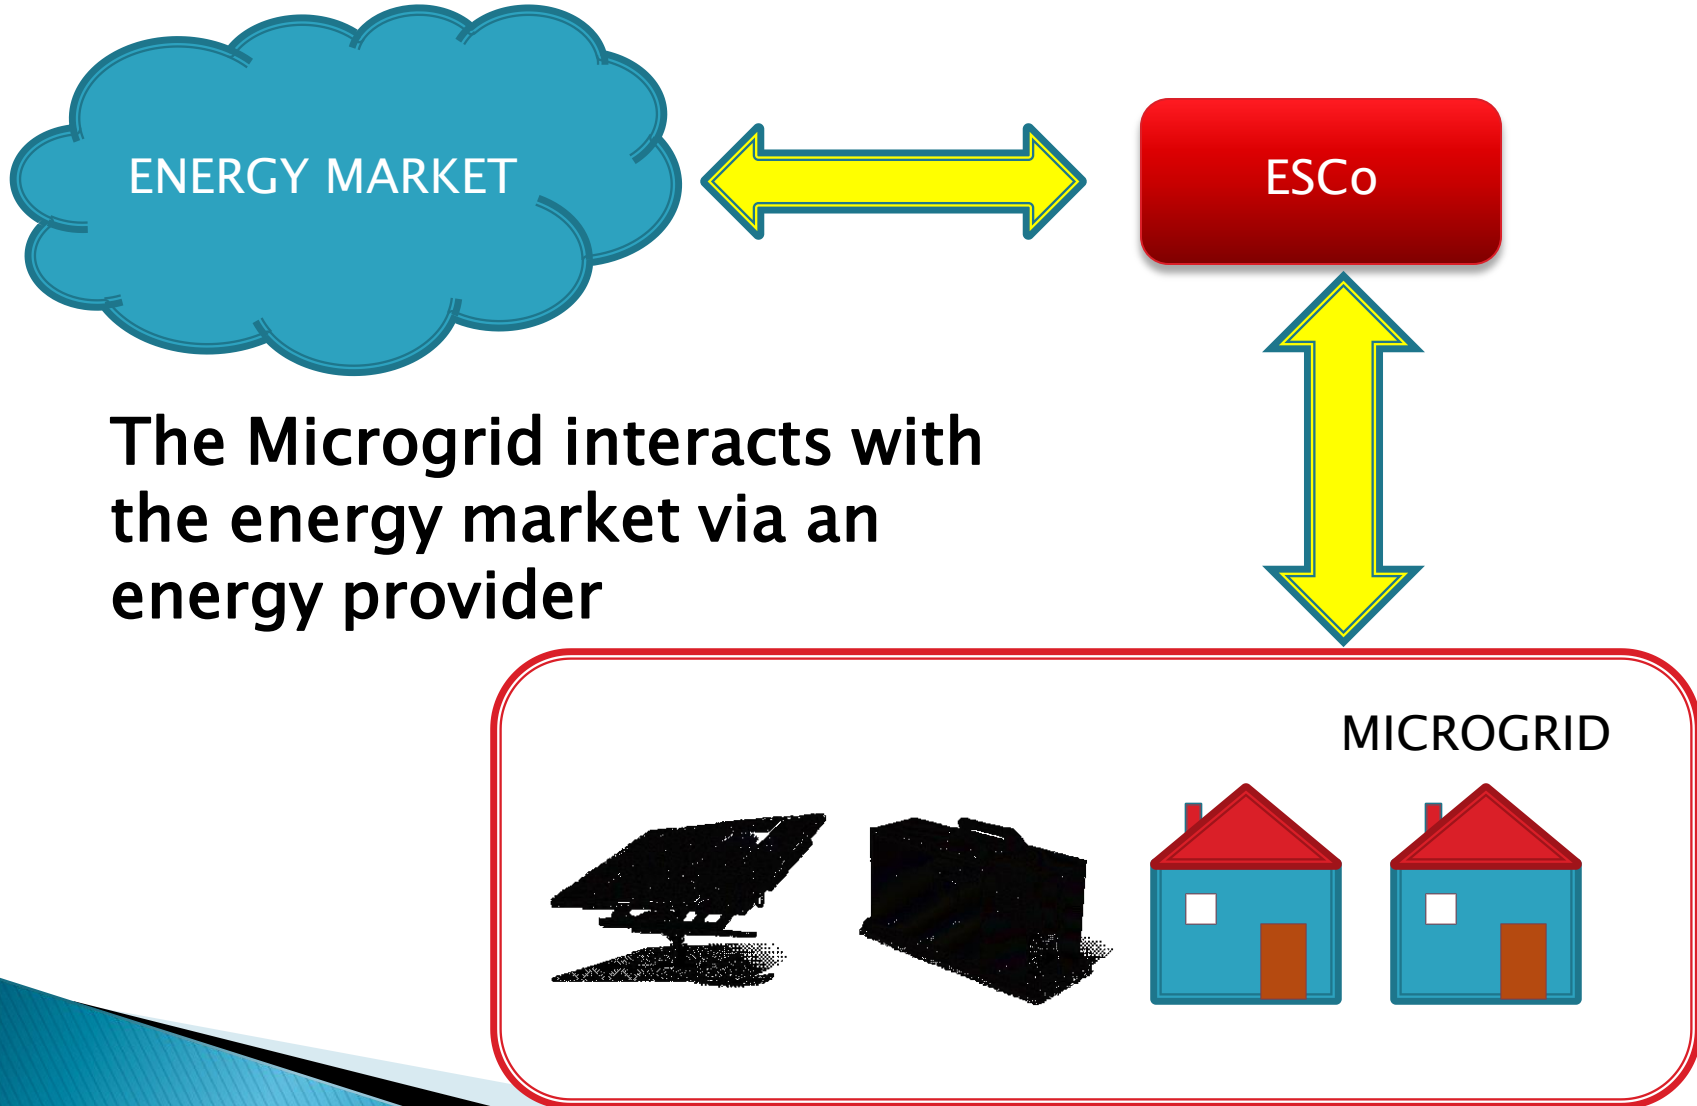 ENERGY MARKET
ESCo
The Microgrid interacts with
the energy market via an
energy provider
MICROGRID